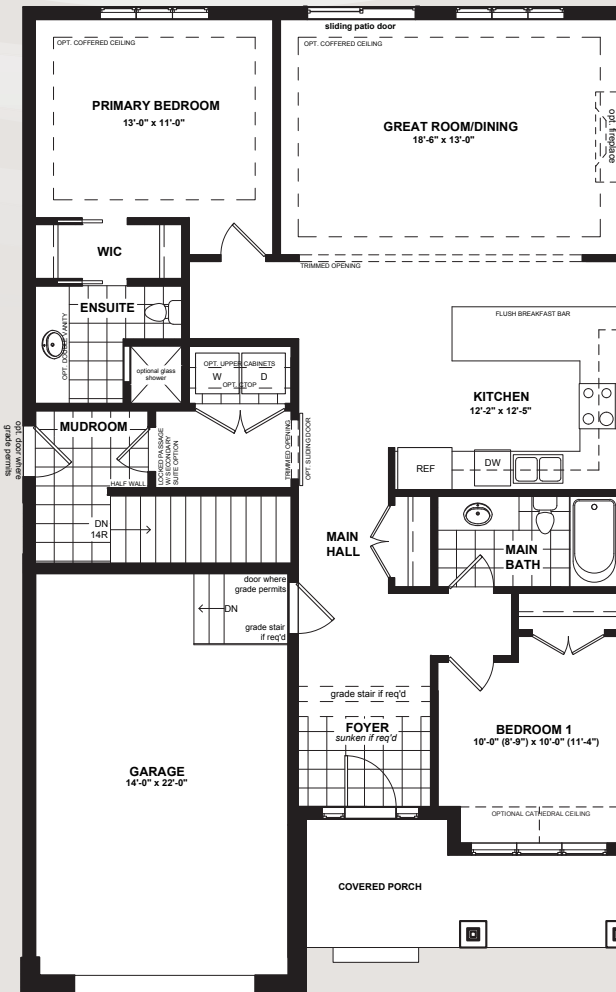 sliding patio door
OPT. COFFERED CEILING
OPT. COFFERED CEILING
PRIMARY BEDROOM
13'-0" x 11'-0"
GREAT ROOM/DINING
18'-6" x 13'-0"
opt. fireplace
WIC
TRIMMED OPENING
ENSUITE
OPT. DOUBLE VANITY
optional glass
shower
OPT. UPPER CABINETS
W
D
OPT. CTOP
FLUSH BREAKFAST BAR
KITCHEN
12'-2" x 12'-5"
REF
DW
opt. door where
grade permits
MUDROOM
LOCKED PASSAGE
W/ SECONDARY
SUITE OPTION
HALF WALL
TRIMMED OPENING
OPT. SLIDING DOOR
DN
14R
MAIN
HALL
MAIN
BATH
door where
grade permits
DN
grade stair
if req'd
grade stair if req'd
FOYER
sunken if req'd
BEDROOM 1
10'-0" (8'-9") x 10'-0" (11'-4")
GARAGE
14'-0" x 22'-0"
OPTIONAL CATHEDRAL CEILING
COVERED PORCH